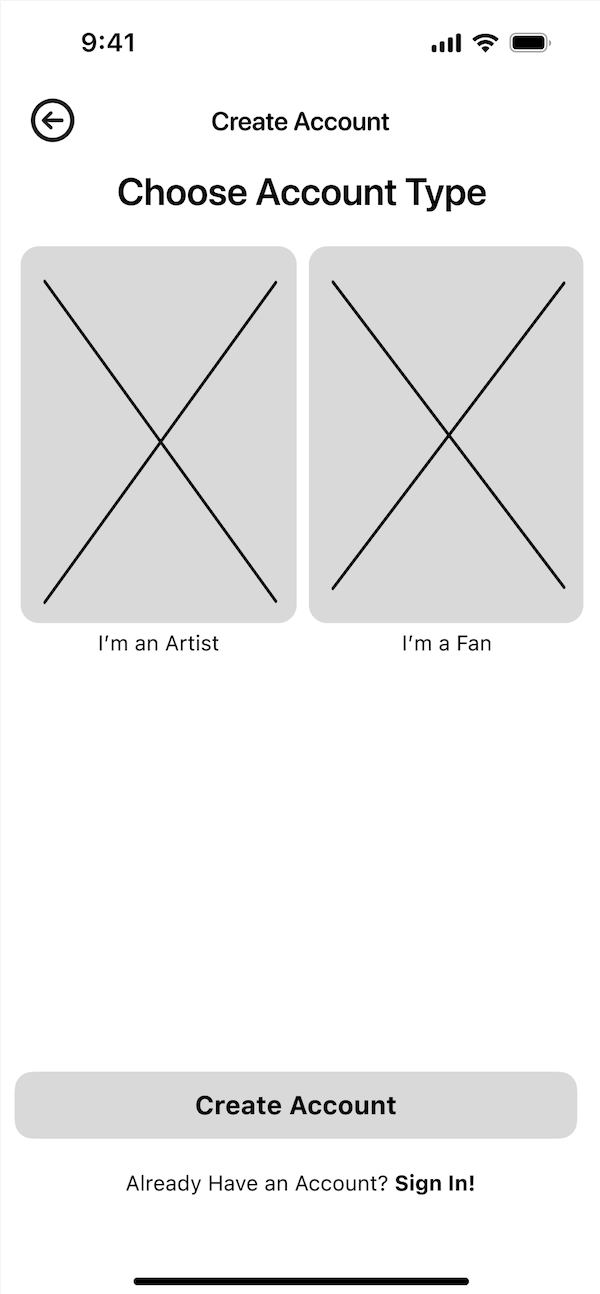 9:41
Create Account
Choose Account Type
I’m an Artist
I’m a Fan
Create Account
Already Have an Account? Sign In!